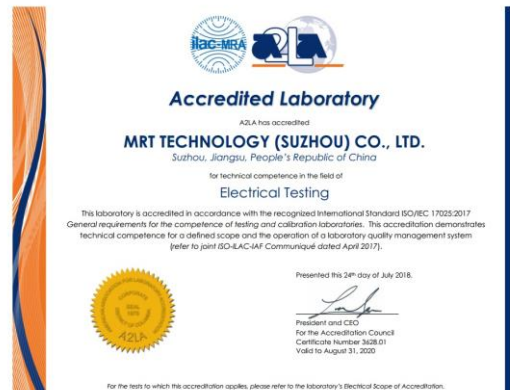 ilac-MRA
A2LA
Accredited Laboratory
A2LA has accredited
MRT TECHNOLOGY (SUZHOU) CO., LTD.
Suzhou, Jiangsu, People's Republic of China
for technical competence in the field of
Electrical Testing
This laboratory is accredited in accordance with the recognized International Standard ISO/IEC 17025:2017
General requirements for the competence of testing and calibration laboratories. This accreditation demonstrates
technical competence for a defined scope and the operation of a laboratory quality management system
(refer to joint ISO-ILAC-IAF Communiqué dated April 2017).
Presented this 24th day of July 2018.
CORPORATE
SEAL
1978
A2LA
President and CEO
For the Accreditation Council
Certificate Number 3628.01
Valid to August 31, 2020
For the tests to which this accreditation applies, please refer to the laboratory's Electrical Scope of Accreditation.